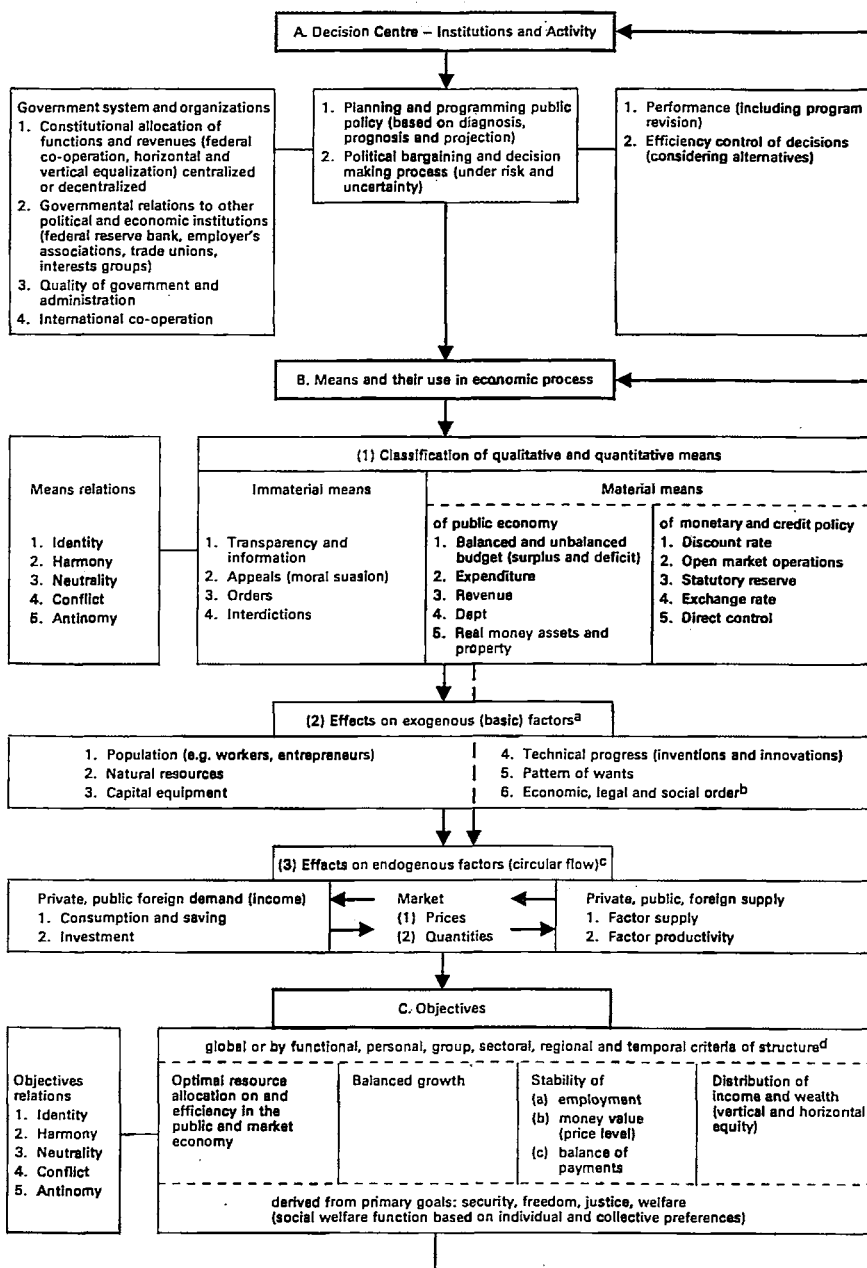 A. Decision Centre – Institutions and Activity
Government system and organizations
1. Constitutional allocation of
functions and revenues (federal
co-operation, horizontal and
vertical equalization) centralized
or decentralized
2. Governmental relations to other
political and economic institutions
(federal reserve bank, employer's
associations, trade unions,
interests groups)
3. Quality of government and
administration
4. International co-operation
1. Planning and programming public
policy (based on diagnosis,
prognosis and projection)
2. Political bargaining and decision
making process (under risk and
uncertainty)
1. Performance (including program
revision)
2. Efficiency control of decisions
(considering alternatives)
B. Means and their use in economic process
Means relations
1. Identity
2. Harmony
3. Neutrality
4. Conflict
5. Antinomy
(1) Classification of qualitative and quantitative means
Immaterial means
1. Transparency and
information
2. Appeals (moral suasion)
3. Orders
4. Interdictions
Material means
of public economy
1. Balanced and unbalanced
budget (surplus and deficit)
2. Expenditure
3. Revenue
4. Dept
5. Real money assets and
property
of monetary and credit policy
1. Discount rate
2. Open market operations
3. Statutory reserve
4. Exchange rate
5. Direct control
(2) Effects on exogenous (basic) factorsᵃ
1. Population (e.g. workers, entrepreneurs)
2. Natural resources
3. Capital equipment
4. Technical progress (inventions and innovations)
5. Pattern of wants
6. Economic, legal and social orderᵇ
(3) Effects on endogenous factors (circular flow)ᶜ
Private, public foreign demand (income)
1. Consumption and saving
2. Investment
Market
(1) Prices
(2) Quantities
Private, public, foreign supply
1. Factor supply
2. Factor productivity
C. Objectives
Objectives
relations
1. Identity
2. Harmony
3. Neutrality
4. Conflict
5. Antinomy
global or by functional, personal, group, sectoral, regional and temporal criteria of structureᵈ
Optimal resource
allocation on and
efficiency in the
public and market
economy
Balanced growth
Stability of
(a) employment
(b) money value
(price level)
(c) balance of
payments
Distribution of
income and wealth
(vertical and horizontal
equity)
derived from primary goals: security, freedom, justice, welfare
(social welfare function based on individual and collective preferences)